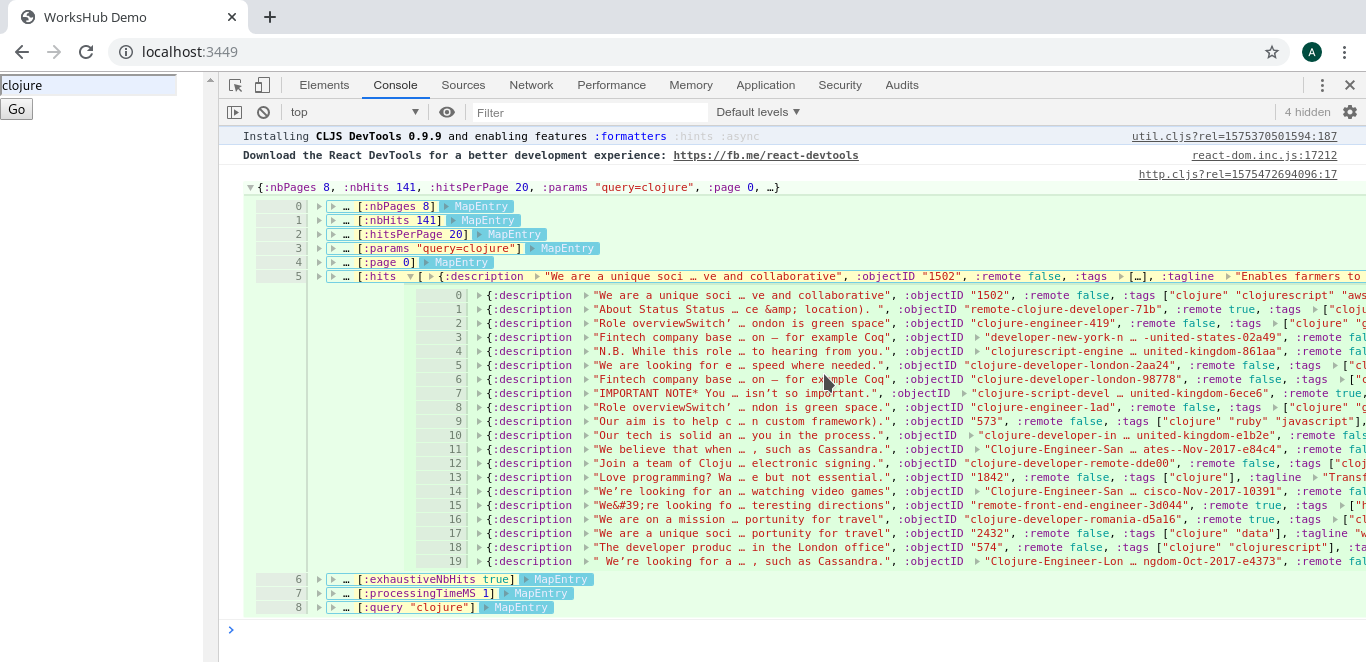 WorksHub Demo
localhost:3449
A
clojure
Go
Elements Console Sources Network Performance Memory Application Security Audits
top Filter Default levels 4 hidden
Installing CLJS DevTools 0.9.9 and enabling features :formatters :hints :async util.cljs?rel=1575370501594:187
Download the React DevTools for a better development experience: https://fb.me/react-devtools react-dom.inc.js:17212
http.cljs?rel=1575472694096:17
{:nbPages 8, :nbHits 141, :hitsPerPage 20, :params "query=clojure", :page 0, …}
0 … [:nbPages 8] MapEntry
1 … [:nbHits 141] MapEntry
2 … [:hitsPerPage 20] MapEntry
3 … [:params "query=clojure"] MapEntry
4 … [:page 0] MapEntry
5 … [:hits [ {:description "We are a unique soci … ve and collaborative", :objectID "1502", :remote false, :tags […], :tagline "Enables farmers to
0 {:description "We are a unique soci … ve and collaborative", :objectID "1502", :remote false, :tags ["clojure" "clojurescript" "aws
1 {:description "About Status Status … ce &amp; location). ", :objectID "remote-clojure-developer-71b", :remote true, :tags ["cloju
2 {:description "Role overviewSwitch’ … ondon is green space", :objectID "clojure-engineer-419", :remote false, :tags ["clojure" "g
3 {:description "Fintech company base … on – for example Coq", :objectID "developer-new-york-n … -united-states-02a49", :remote fals
4 {:description "N.B. While this role … to hearing from you.", :objectID "clojurescript-engine … united-kingdom-861aa", :remote fals
5 {:description "We are looking for e … speed where needed.", :objectID "clojure-developer-london-2aa24", :remote false, :tags ["cl
6 {:description "Fintech company base … on – for example Coq", :objectID "clojure-developer-london-98778", :remote false, :tags ["c
7 {:description "IMPORTANT NOTE* You … isn’t so important.", :objectID "clojure-script-devel … united-kingdom-6ece6", :remote true,
8 {:description "Role overviewSwitch’ … ndon is green space.", :objectID "clojure-engineer-1ad", :remote false, :tags ["clojure" "g
9 {:description "Our aim is to help c … n custom framework).", :objectID "573", :remote false, :tags ["clojure" "ruby" "javascript"],
10 {:description "Our tech is solid an … you in the process.", :objectID "clojure-developer-in … united-kingdom-e1b2e", :remote fals
11 {:description "We believe that when … , such as Cassandra.", :objectID "Clojure-Engineer-San … ates--Nov-2017-e84c4", :remote fal
12 {:description "Join a team of Cloju … electronic signing.", :objectID "clojure-developer-remote-dde00", :remote true, :tags ["clo
13 {:description "Love programming? Wa … e but not essential.", :objectID "1842", :remote false, :tags ["clojure"], :tagline "Transf
14 {:description "We’re looking for an … watching video games", :objectID "Clojure-Engineer-San … cisco-Nov-2017-10391", :remote fal
15 {:description "We&#39;re looking fo … teresting directions", :objectID "remote-front-end-engineer-3d044", :remote true, :tags ["h
16 {:description "We are on a mission … portunity for travel", :objectID "clojure-developer-romania-d5a16", :remote true, :tags ["cl
17 {:description "We are a unique soci … portunity for travel", :objectID "2432", :remote false, :tags ["clojure" "data"], :tagline "w
18 {:description "The developer produc … in the London office", :objectID "574", :remote false, :tags ["clojure" "clojurescript"], :ta
19 {:description " We’re looking for a … , such as Cassandra.", :objectID "Clojure-Engineer-Lon … ngdom-Oct-2017-e4373", :remote fal
6 … [:exhaustiveNbHits true] MapEntry
7 … [:processingTimeMS 1] MapEntry
8 … [:query "clojure"] MapEntry